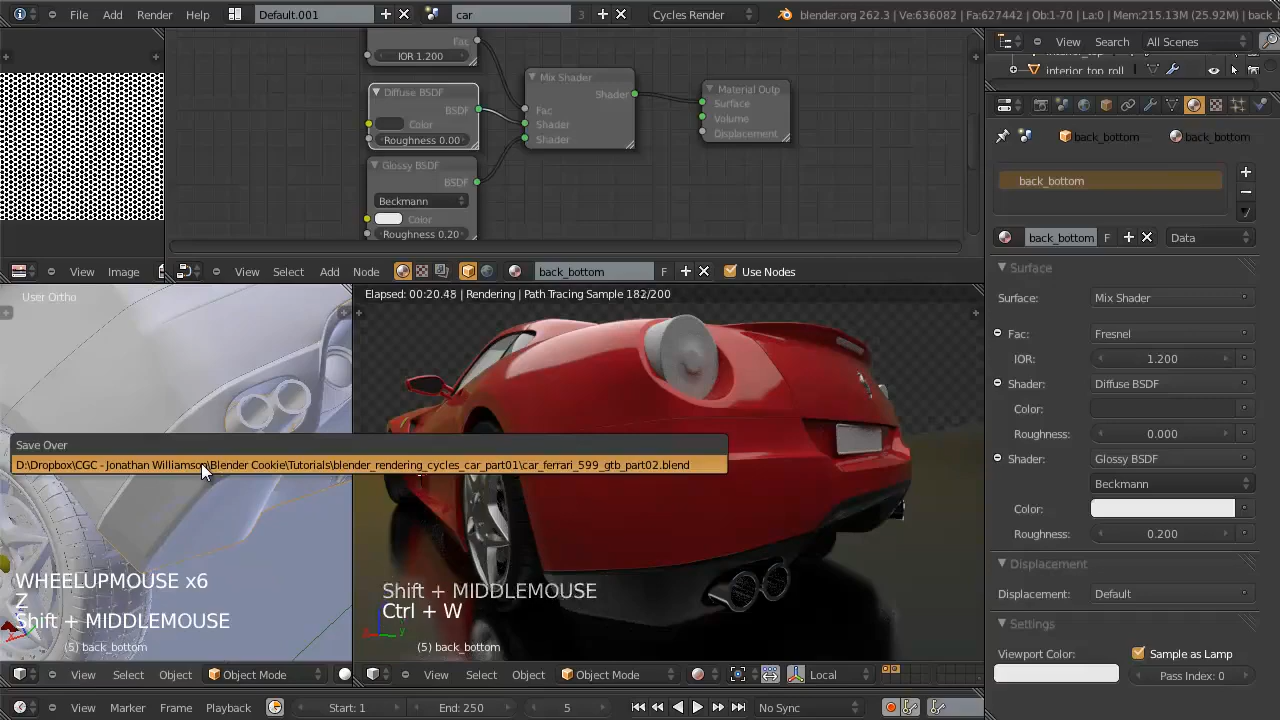 File Add Render Help Default.001 car 3 Cycles Render blender.org 262.3 | Ve:636082 | Fa:627442 | Ob:1-70 | La:0 | Mem:215.13M (25.92M) | back_
View Search All Scenes
interior_top_roll
Fac
IOR 1.200
Diffuse BSDF
BSDF
Color
Roughness 0.00
Glossy BSDF
BSDF
Beckmann
Color
Roughness 0.20
Mix Shader
Shader
Fac
Shader
Shader
Material Outp
Surface
Volume
Displacement
back_bottom back_bottom
back_bottom
back_bottom F Data
View Image View Select Add Node back_bottom F Use Nodes
User Ortho
Elapsed: 00:20.48 | Rendering | Path Tracing Sample 182/200
Save Over
D:\Dropbox\CGC - Jonathan Williamson\Blender Cookie\Tutorials\blender_rendering_cycles_car_part01\car_ferrari_599_gtb_part02.blend
WHEELUPMOUSE x6
Z
Shift + MIDDLEMOUSE
(5) back_bottom
Shift + MIDDLEMOUSE
Ctrl + W
(5) back_bottom
Surface
Surface: Mix Shader
Fac: Fresnel
IOR: 1.200
Shader: Diffuse BSDF
Color:
Roughness: 0.000
Shader: Glossy BSDF
Beckmann
Color:
Roughness: 0.200
Displacement
Displacement: Default
Settings
Viewport Color: Sample as Lamp
Pass Index: 0
View Select Object Object Mode View Select Object Object Mode Local
View Marker Frame Playback Start: 1 End: 250 5 No Sync